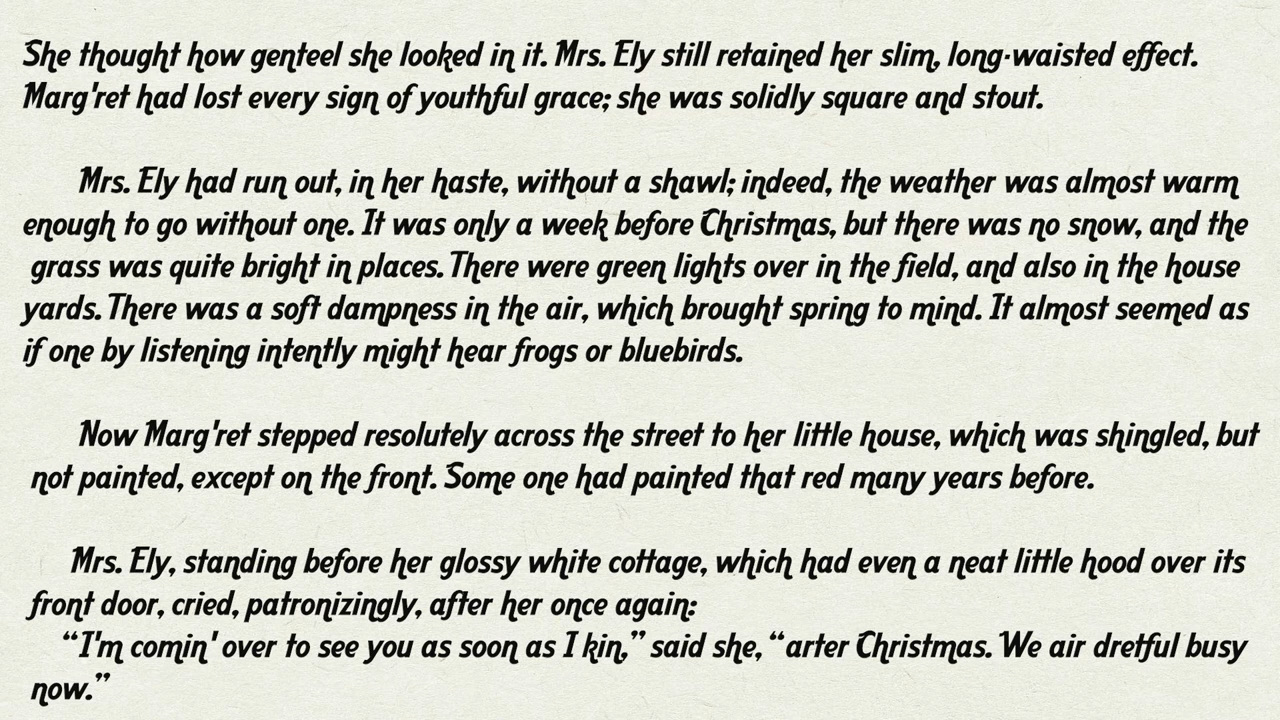 She thought how genteel she looked in it. Mrs. Ely still retained her slim, long-waisted effect.
Marg'ret had lost every sign of youthful grace; she was solidly square and stout.
Mrs. Ely had run out, in her haste, without a shawl; indeed, the weather was almost warm
enough to go without one. It was only a week before Christmas, but there was no snow, and the
grass was quite bright in places. There were green lights over in the field, and also in the house
yards. There was a soft dampness in the air, which brought spring to mind. It almost seemed as
if one by listening intently might hear frogs or bluebirds.
Now Marg'ret stepped resolutely across the street to her little house, which was shingled, but
not painted, except on the front. Some one had painted that red many years before.
Mrs. Ely, standing before her glossy white cottage, which had even a neat little hood over its
front door, cried, patronizingly, after her once again:
“I'm comin' over to see you as soon as I kin,” said she, “arter Christmas. We air dretful busy
now.”